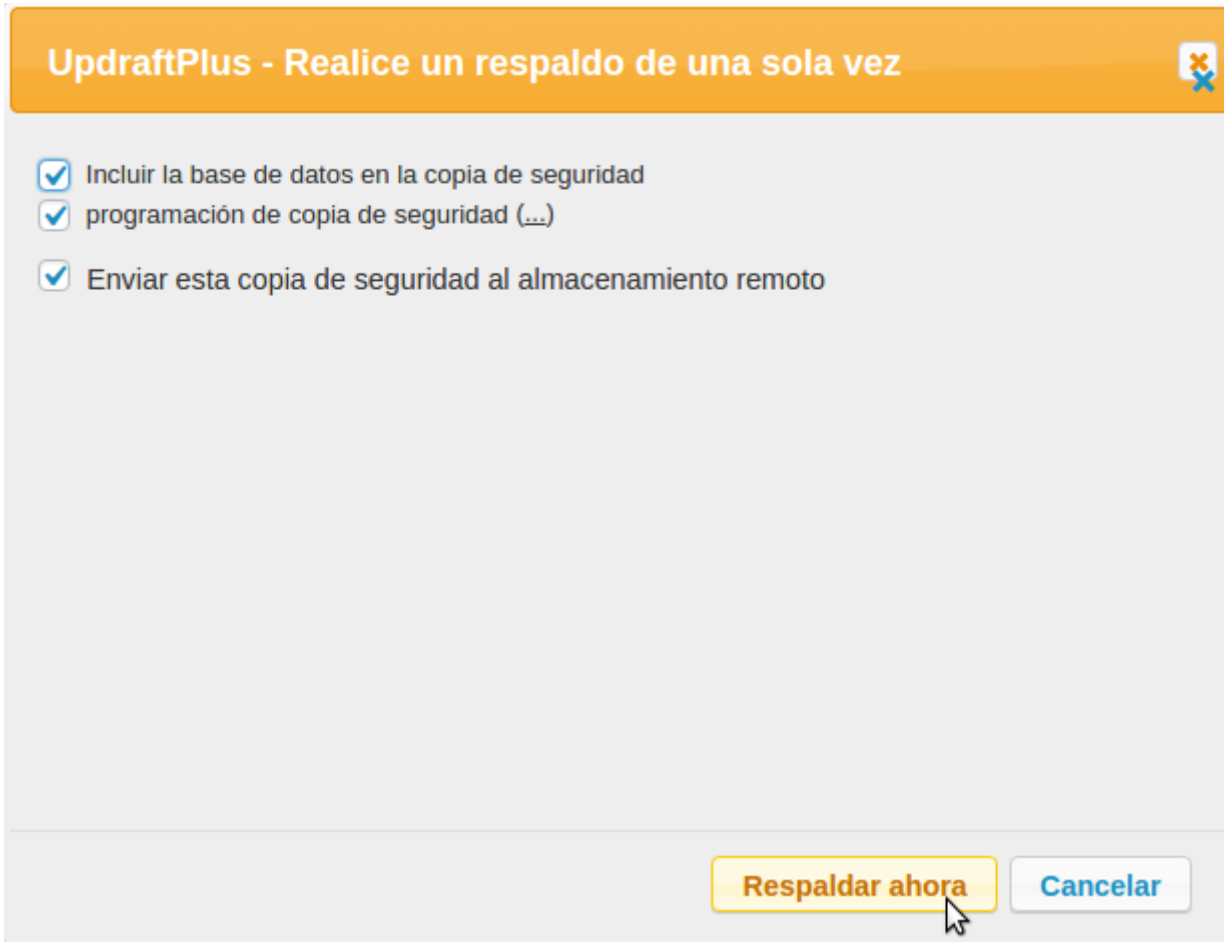 UpdraftPlus - Realice un respaldo de una sola vez
Incluir la base de datos en la copia de seguridad
programación de copia de seguridad (...)
Enviar esta copia de seguridad al almacenamiento remoto
Respaldar ahora
Cancelar